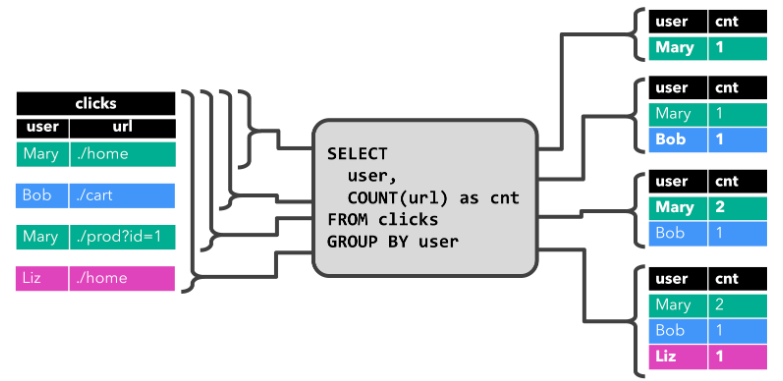 clicks
user url
Mary ./home
Bob ./cart
Mary ./prod?id=1
Liz ./home
SELECT
user,
COUNT(url) as cnt
FROM clicks
GROUP BY user
user cnt
Mary 1
user cnt
Mary 1
Bob 1
user cnt
Mary 2
Bob 1
user cnt
Mary 2
Bob 1
Liz 1